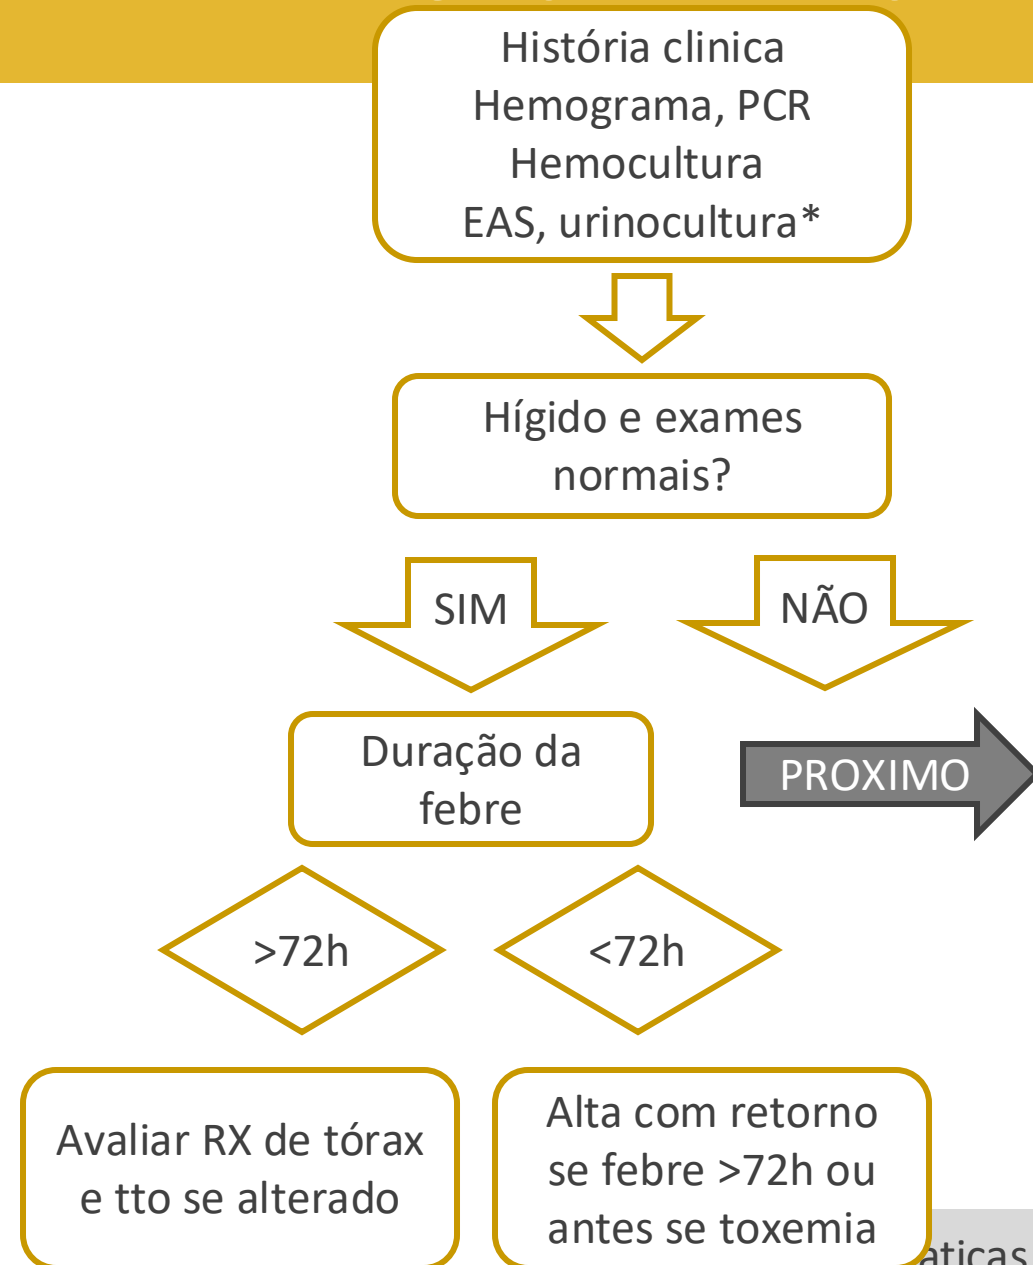 História clinica
Hemograma, PCR
Hemocultura
EAS, urinocultura*
Hígido e exames
normais?
SIM
NÃO
Duração da
febre
PROXIMO
>72h
<72h
Avaliar RX de tórax
e tto se alterado
Alta com retorno
se febre >72h ou
antes se toxemia